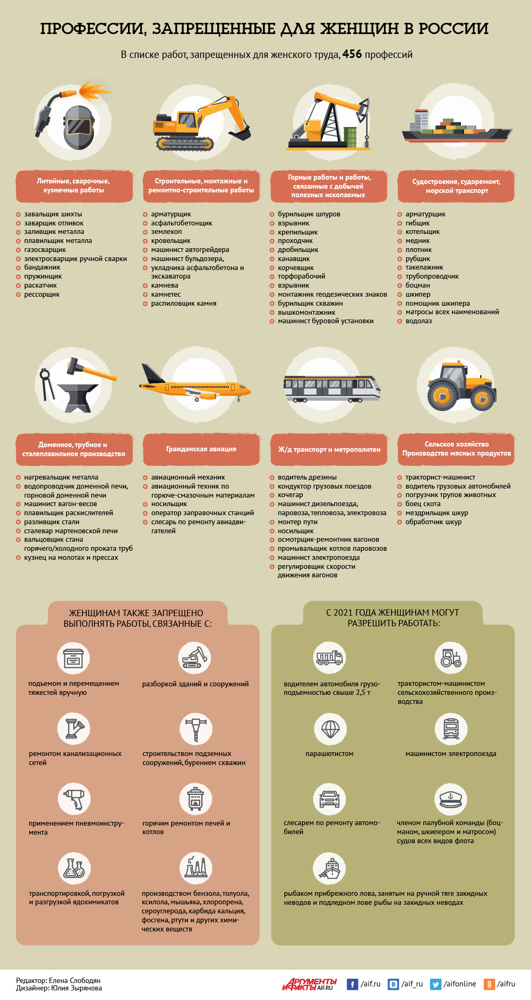 ПРОФЕССИИ, ЗАПРЕЩЕННЫЕ ДЛЯ ЖЕНЩИН В РОССИИ
В списке работ, запрещенных для женского труда, 456 профессий
Литейные, сварочные,
кузнечные работы
завальщик шихты
заварщик отливок
заливщик металла
плавильщик металла
газосварщик
электросварщик ручной сварки
бандажник
пружинщик
раскатчик
рессорщик
Строительные, монтажные и
ремонтно-строительные работы
арматурщик
асфальтобетонщик
землекоп
кровельщик
машинист автогрейдера
машинист бульдозера,
укладчика асфальтобетона и
экскаватора
камнева
камнетес
распиловщик камня
Горные работы и работы,
связанные с добычей
полезных ископаемых
бурильщик шпуров
взрывник
крепильщик
проходчик
дробильщик
канавщик
корчевщик
торфорабочий
взрывник
монтажник геодезических знаков
бурильщик скважин
вышкомонтажник
машинист буровой установки
Судостроение, судоремонт,
морской транспорт
арматурщик
гибщик
котельщик
медник
плотник
рубщик
такелажник
трубопроводчик
боцман
шкипер
помощник шкипера
матросы всех наименований
водолаз
Доменное, трубное и
сталеплавильное производство
нагревальщик металла
водопроводчик доменной печи,
горновой доменной печи
машинист вагон-весов
плавильщик раскислителей
разливщик стали
сталевар мартеновской печи
вальцовщик стана
горячего/холодного проката труб
кузнец на молотах и прессах
Гражданская авиация
авиационный механик
авиационный техник по
горюче-смазочным материалам
носильщик
оператор заправочных станций
слесарь по ремонту авиадви-
гателей
Ж/д транспорт и метрополитен
водитель дрезины
кондуктор грузовых поездов
кочегар
машинист дизельпоезда,
паровоза, тепловоза, электровоза
монтер пути
носильщик
осмотрщик-ремонтник вагонов
промывальщик котлов паровозов
машинист электропоезда
регулировщик скорости
движения вагонов
Сельское хозяйство
Производство мясных продуктов
тракторист-машинист
водитель грузовых автомобилей
погрузчик трупов животных
боец скота
мездрильщик шкур
обработчик шкур
ЖЕНЩИНАМ ТАКЖЕ ЗАПРЕЩЕНО
ВЫПОЛНЯТЬ РАБОТЫ, СВЯЗАННЫЕ С:
подъемом и перемещением
тяжестей вручную
разборкой зданий и сооружений
ремонтом канализационных
сетей
строительством подземных
сооружений, бурением скважин
применением пневмоинстру-
мента
горячим ремонтом печей и
котлов
транспортировкой, погрузкой
и разгрузкой ядохимикатов
производством бензола, толуола,
ксилола, мышьяка, хлоропрена,
сероуглерода, карбида кальция,
фосгена, ртути и других хими-
ческих веществ
С 2021 ГОДА ЖЕНЩИНАМ МОГУТ
РАЗРЕШИТЬ РАБОТАТЬ:
водителем автомобиля грузо-
подъемностью свыше 2,5 т
трактористом-машинистом
сельскохозяйственного произ-
водства
парашютистом
машинистом электропоезда
слесарем по ремонту автомо-
билей
членом палубной команды (боц-
маном, шкипером и матросом)
судов всех видов флота
рыбаком прибрежного лова, занятым на ручной тяге закидных
неводов и подледном лове рыбы на закидных неводах
Редактор: Елена Слободян
Дизайнер: Юлия Зырянова
АРГУМЕНТЫ
И ФАКТЫ AIF.RU
/aif.ru
/aif_ru
/aifonline
/aifru